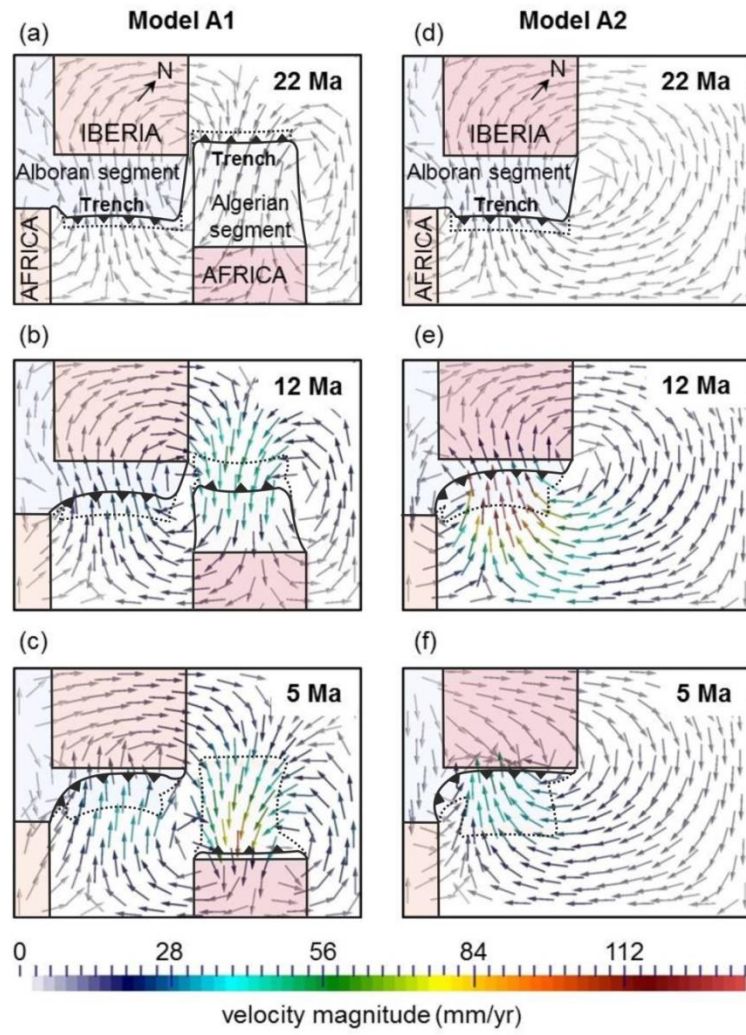 Model A1
Model A2
(a)
(d)
N
22 Ma
N
22 Ma
IBERIA
IBERIA
Trench
Alboran segment
Alboran segment
Trench
Algerian
segment
Trench
AFRICA
AFRICA
AFRICA
(b)
(e)
12 Ma
12 Ma
(c)
(f)
5 Ma
5 Ma
0 28 56 84 112
velocity magnitude (mm/yr)